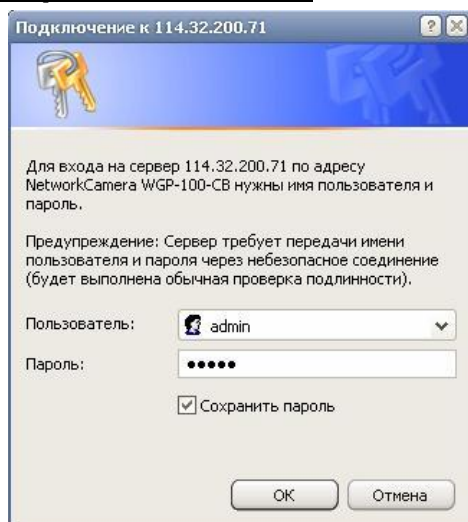 Подключение к 114.32.200.71
Для входа на сервер 114.32.200.71 по адресу
NetworkCamera WGP-100-CB нужны имя пользователя и
пароль.
Предупреждение: Сервер требует передачи имени
пользователя и пароля через небезопасное соединение
(будет выполнена обычная проверка подлинности).
Пользователь:
admin
Пароль:
•••••
Сохранить пароль
ОК
Отмена